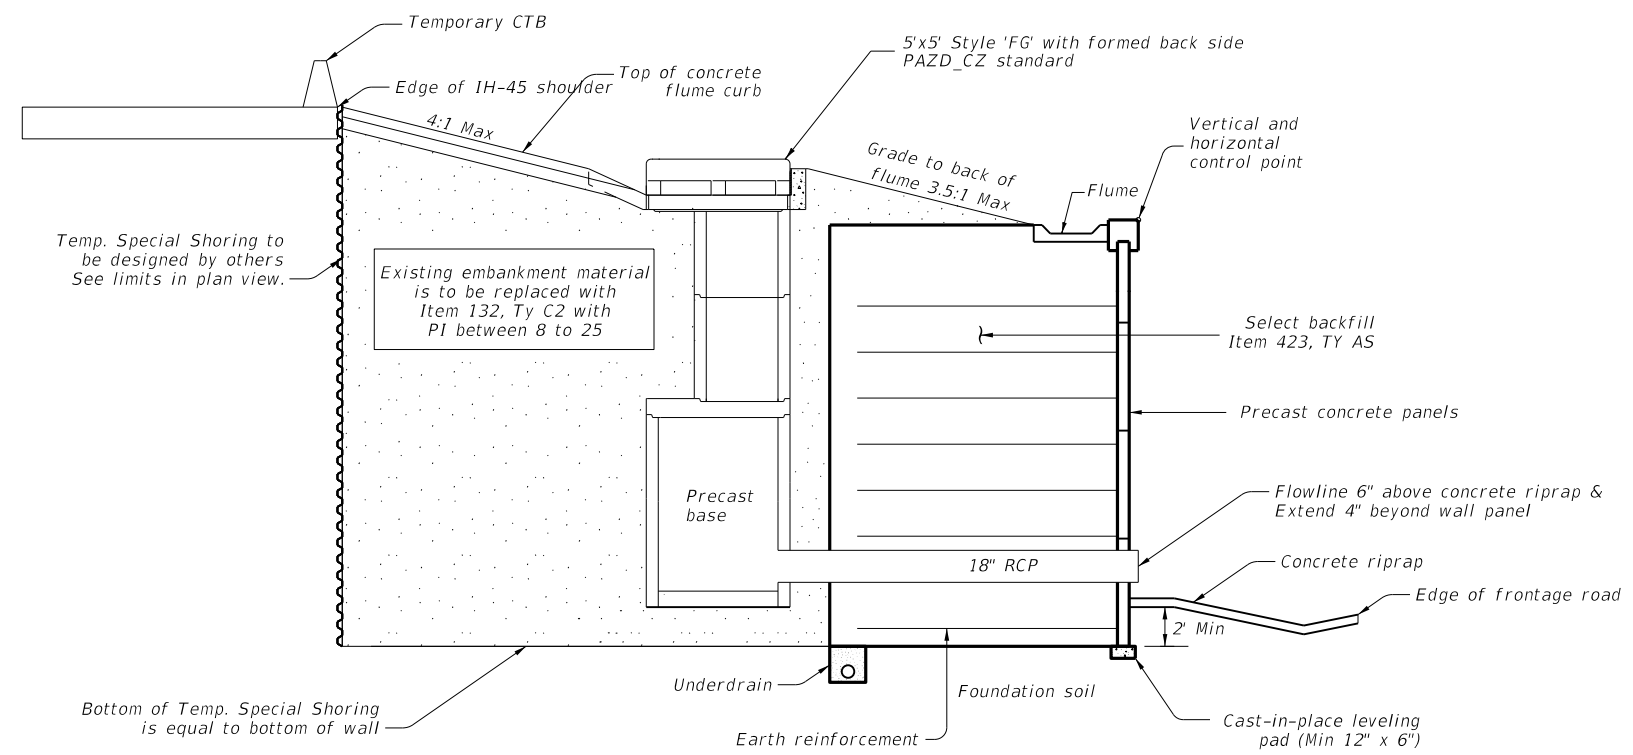 Temporary CTB
5'x5' Style 'FG' with formed back side
PAZD_CZ standard
Top of concrete
flume curb
Edge of IH-45 shoulder
4:1 Max
Vertical and
horizontal
control point
Grade to back of
flume 3.5:1 Max
Flume
Temp. Special Shoring to
be designed by others
See limits in plan view.
Existing embankment material
is to be replaced with
Item 132, Ty C2 with
PI between 8 to 25
Select backfill
Item 423, TY AS
Precast concrete panels
Precast
base
Flowline 6" above concrete riprap &
Extend 4" beyond wall panel
18" RCP
Concrete riprap
Edge of frontage road
2' Min
Underdrain
Foundation soil
Bottom of Temp. Special Shoring
is equal to bottom of wall
Earth reinforcement
Cast-in-place leveling
pad (Min 12" x 6")